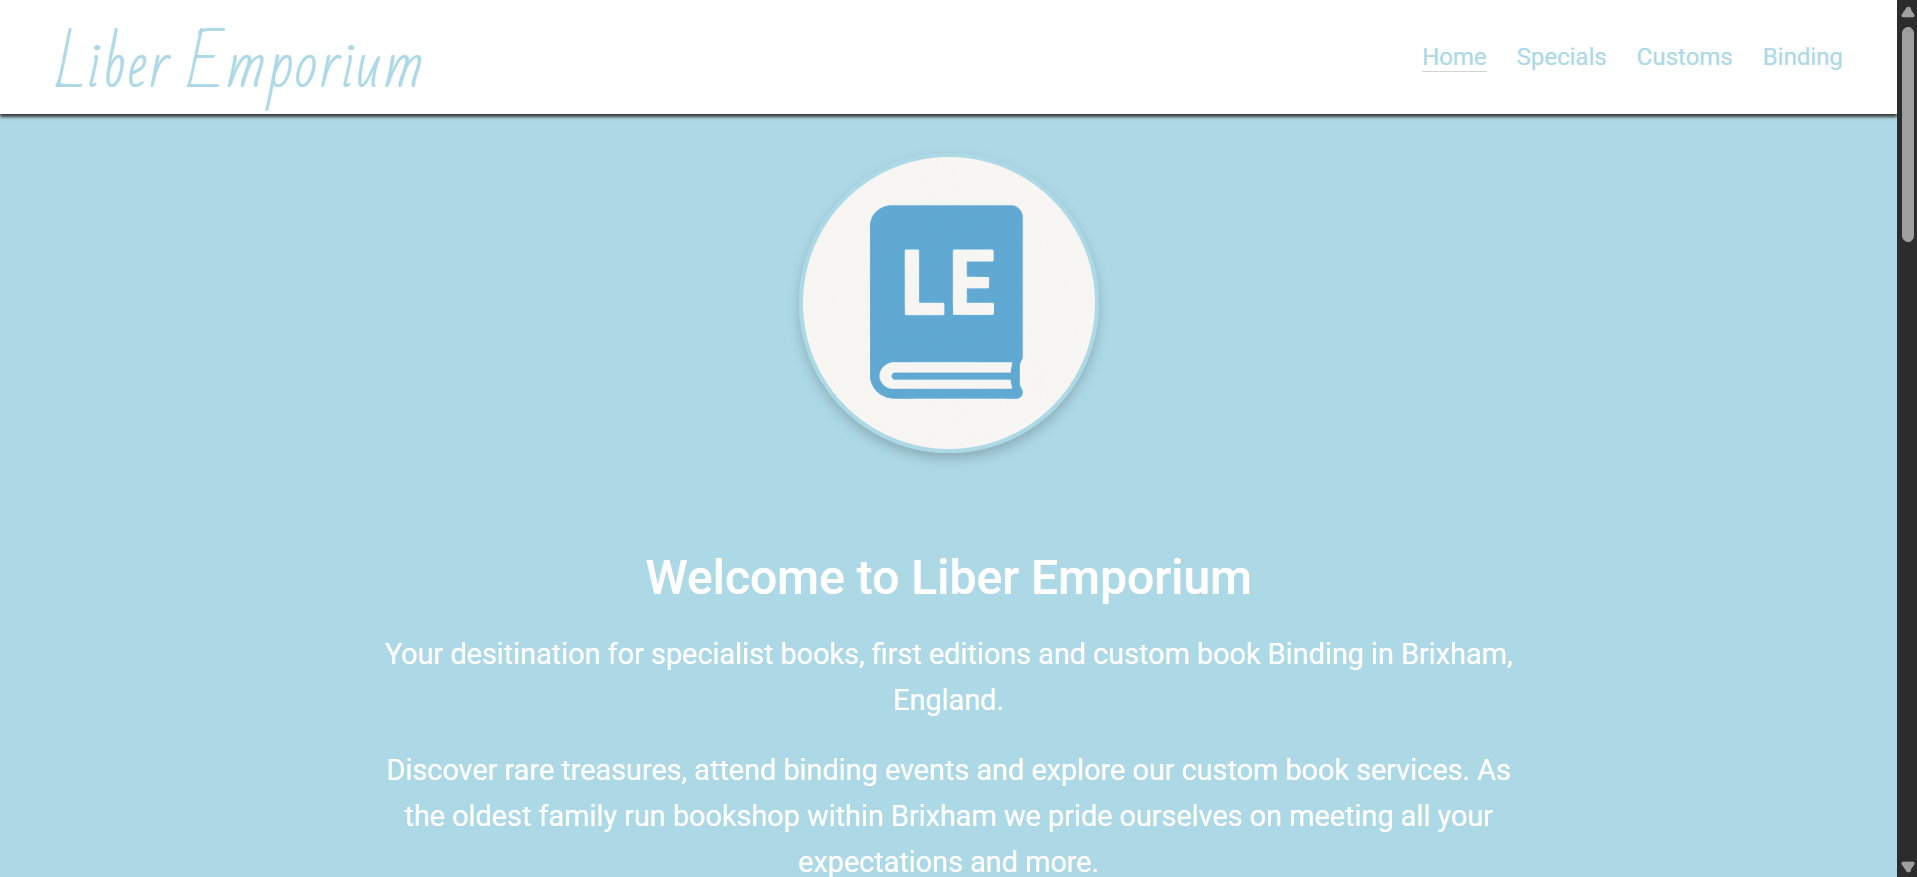 Liber Emporium
Home Specials Customs Binding
LE
Welcome to Liber Emporium
Your desitination for specialist books, first editions and custom book Binding in Brixham,
England.
Discover rare treasures, attend binding events and explore our custom book services. As
the oldest family run bookshop within Brixham we pride ourselves on meeting all your
expectations and more.